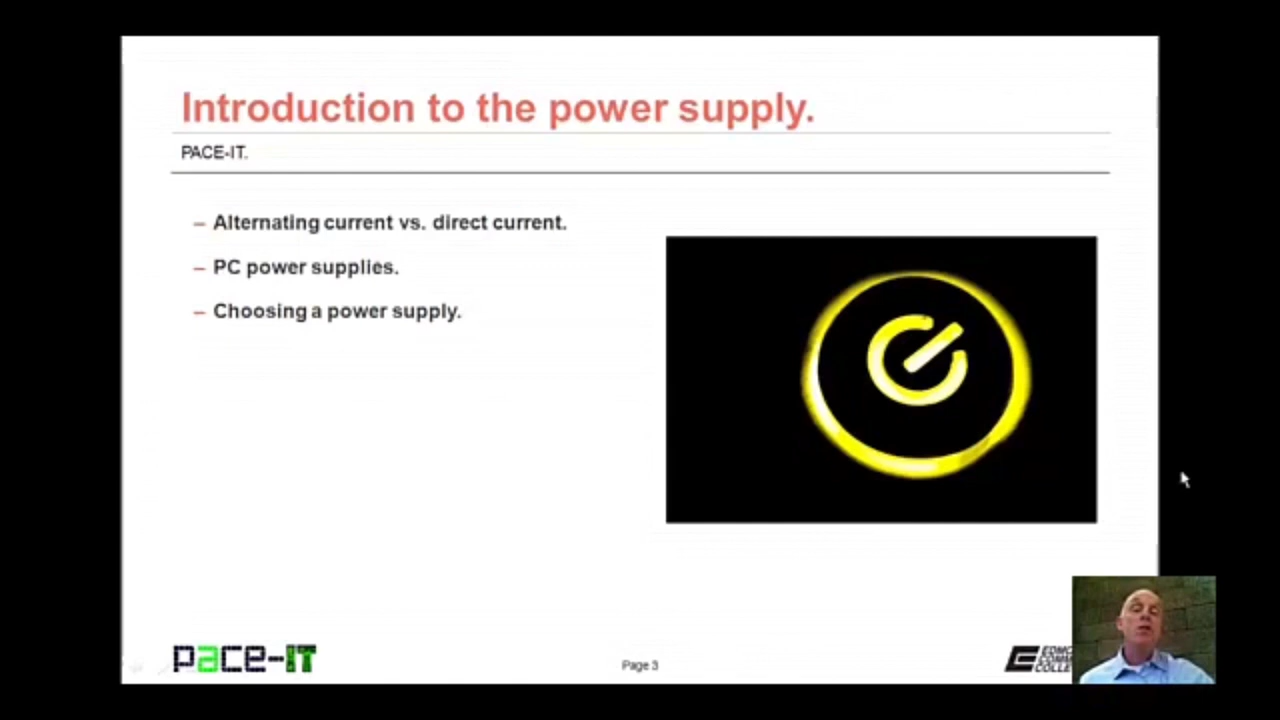 Introduction to the power supply.
PACE-IT.
– Alternating current vs. direct current.
– PC power supplies.
– Choosing a power supply.
pace-IT
Page 3